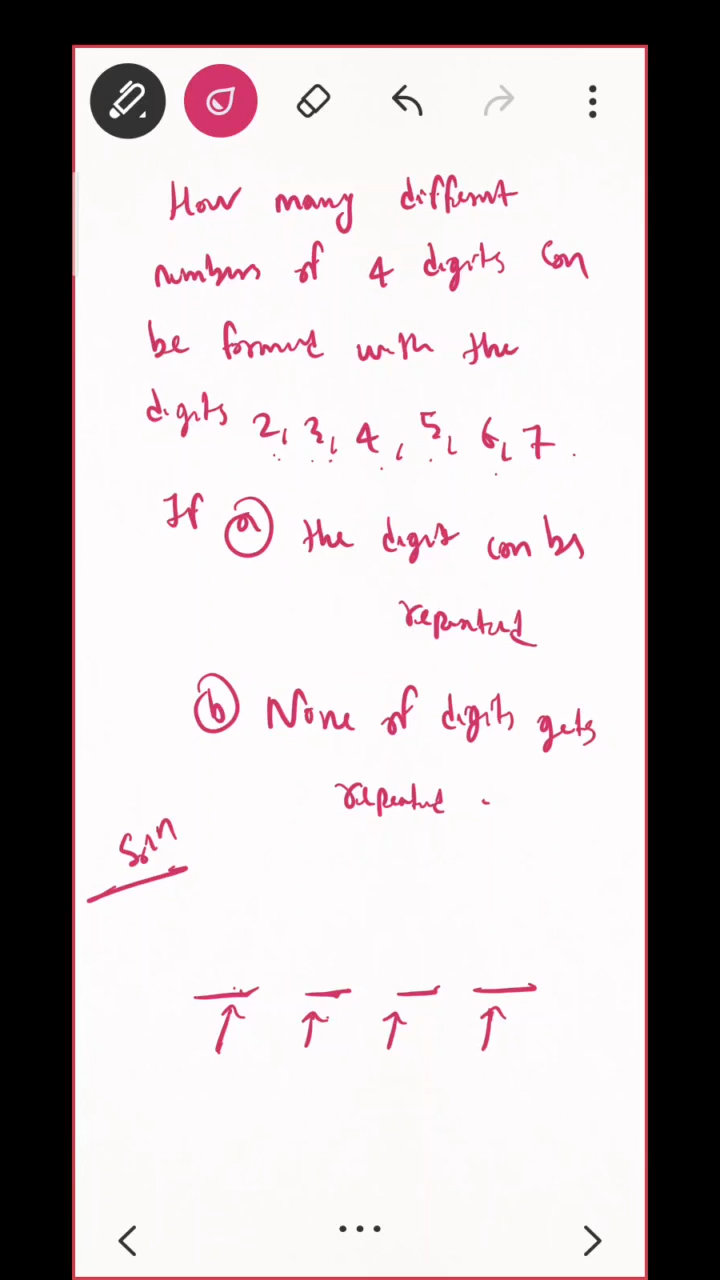 How many different
numbers of 4 digits can
be formed with the
digits 2, 3, 4, 5, 6, 7
If (a) the digit can be
repeated
(b) None of digits gets
repeated.
Soln